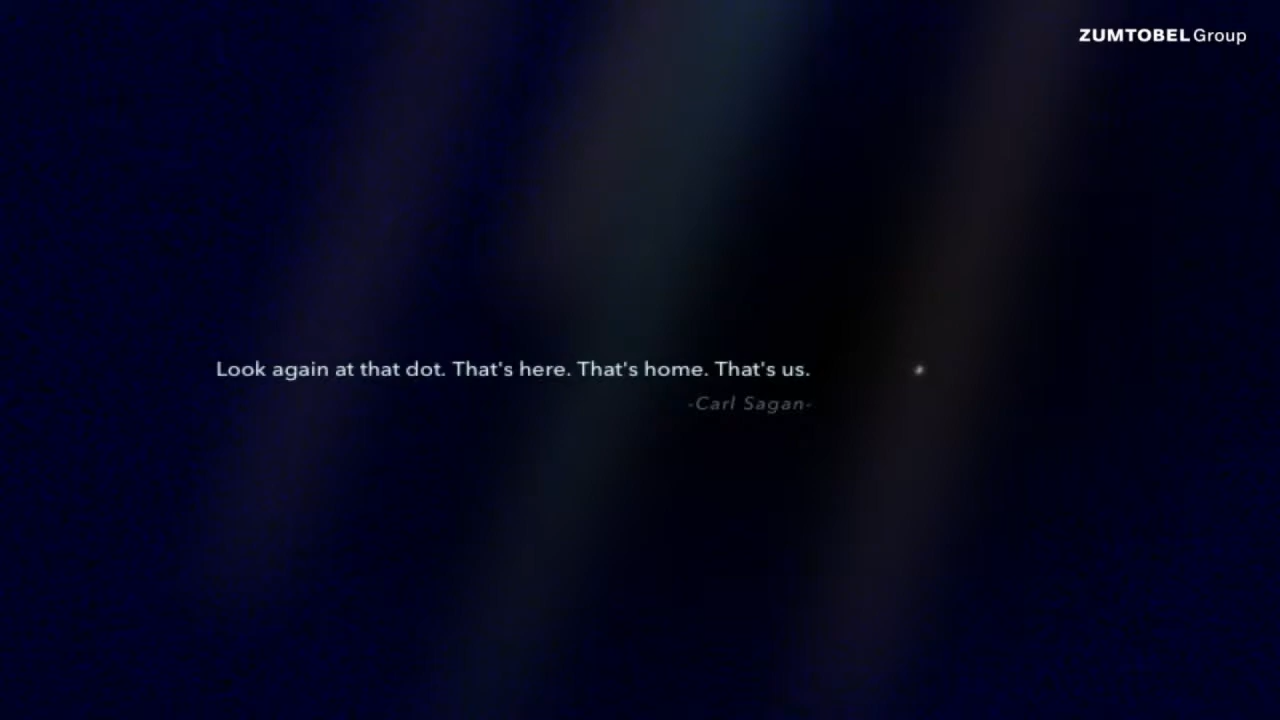 ZUMTOBEL Group
Look again at that dot. That's here. That's home. That's us.
-Carl Sagan-